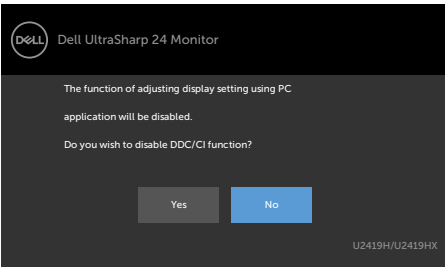 DELL
Dell UltraSharp 24 Monitor
The function of adjusting display setting using PC
application will be disabled.
Do you wish to disable DDC/CI function?
Yes
No
U2419H/U2419HX